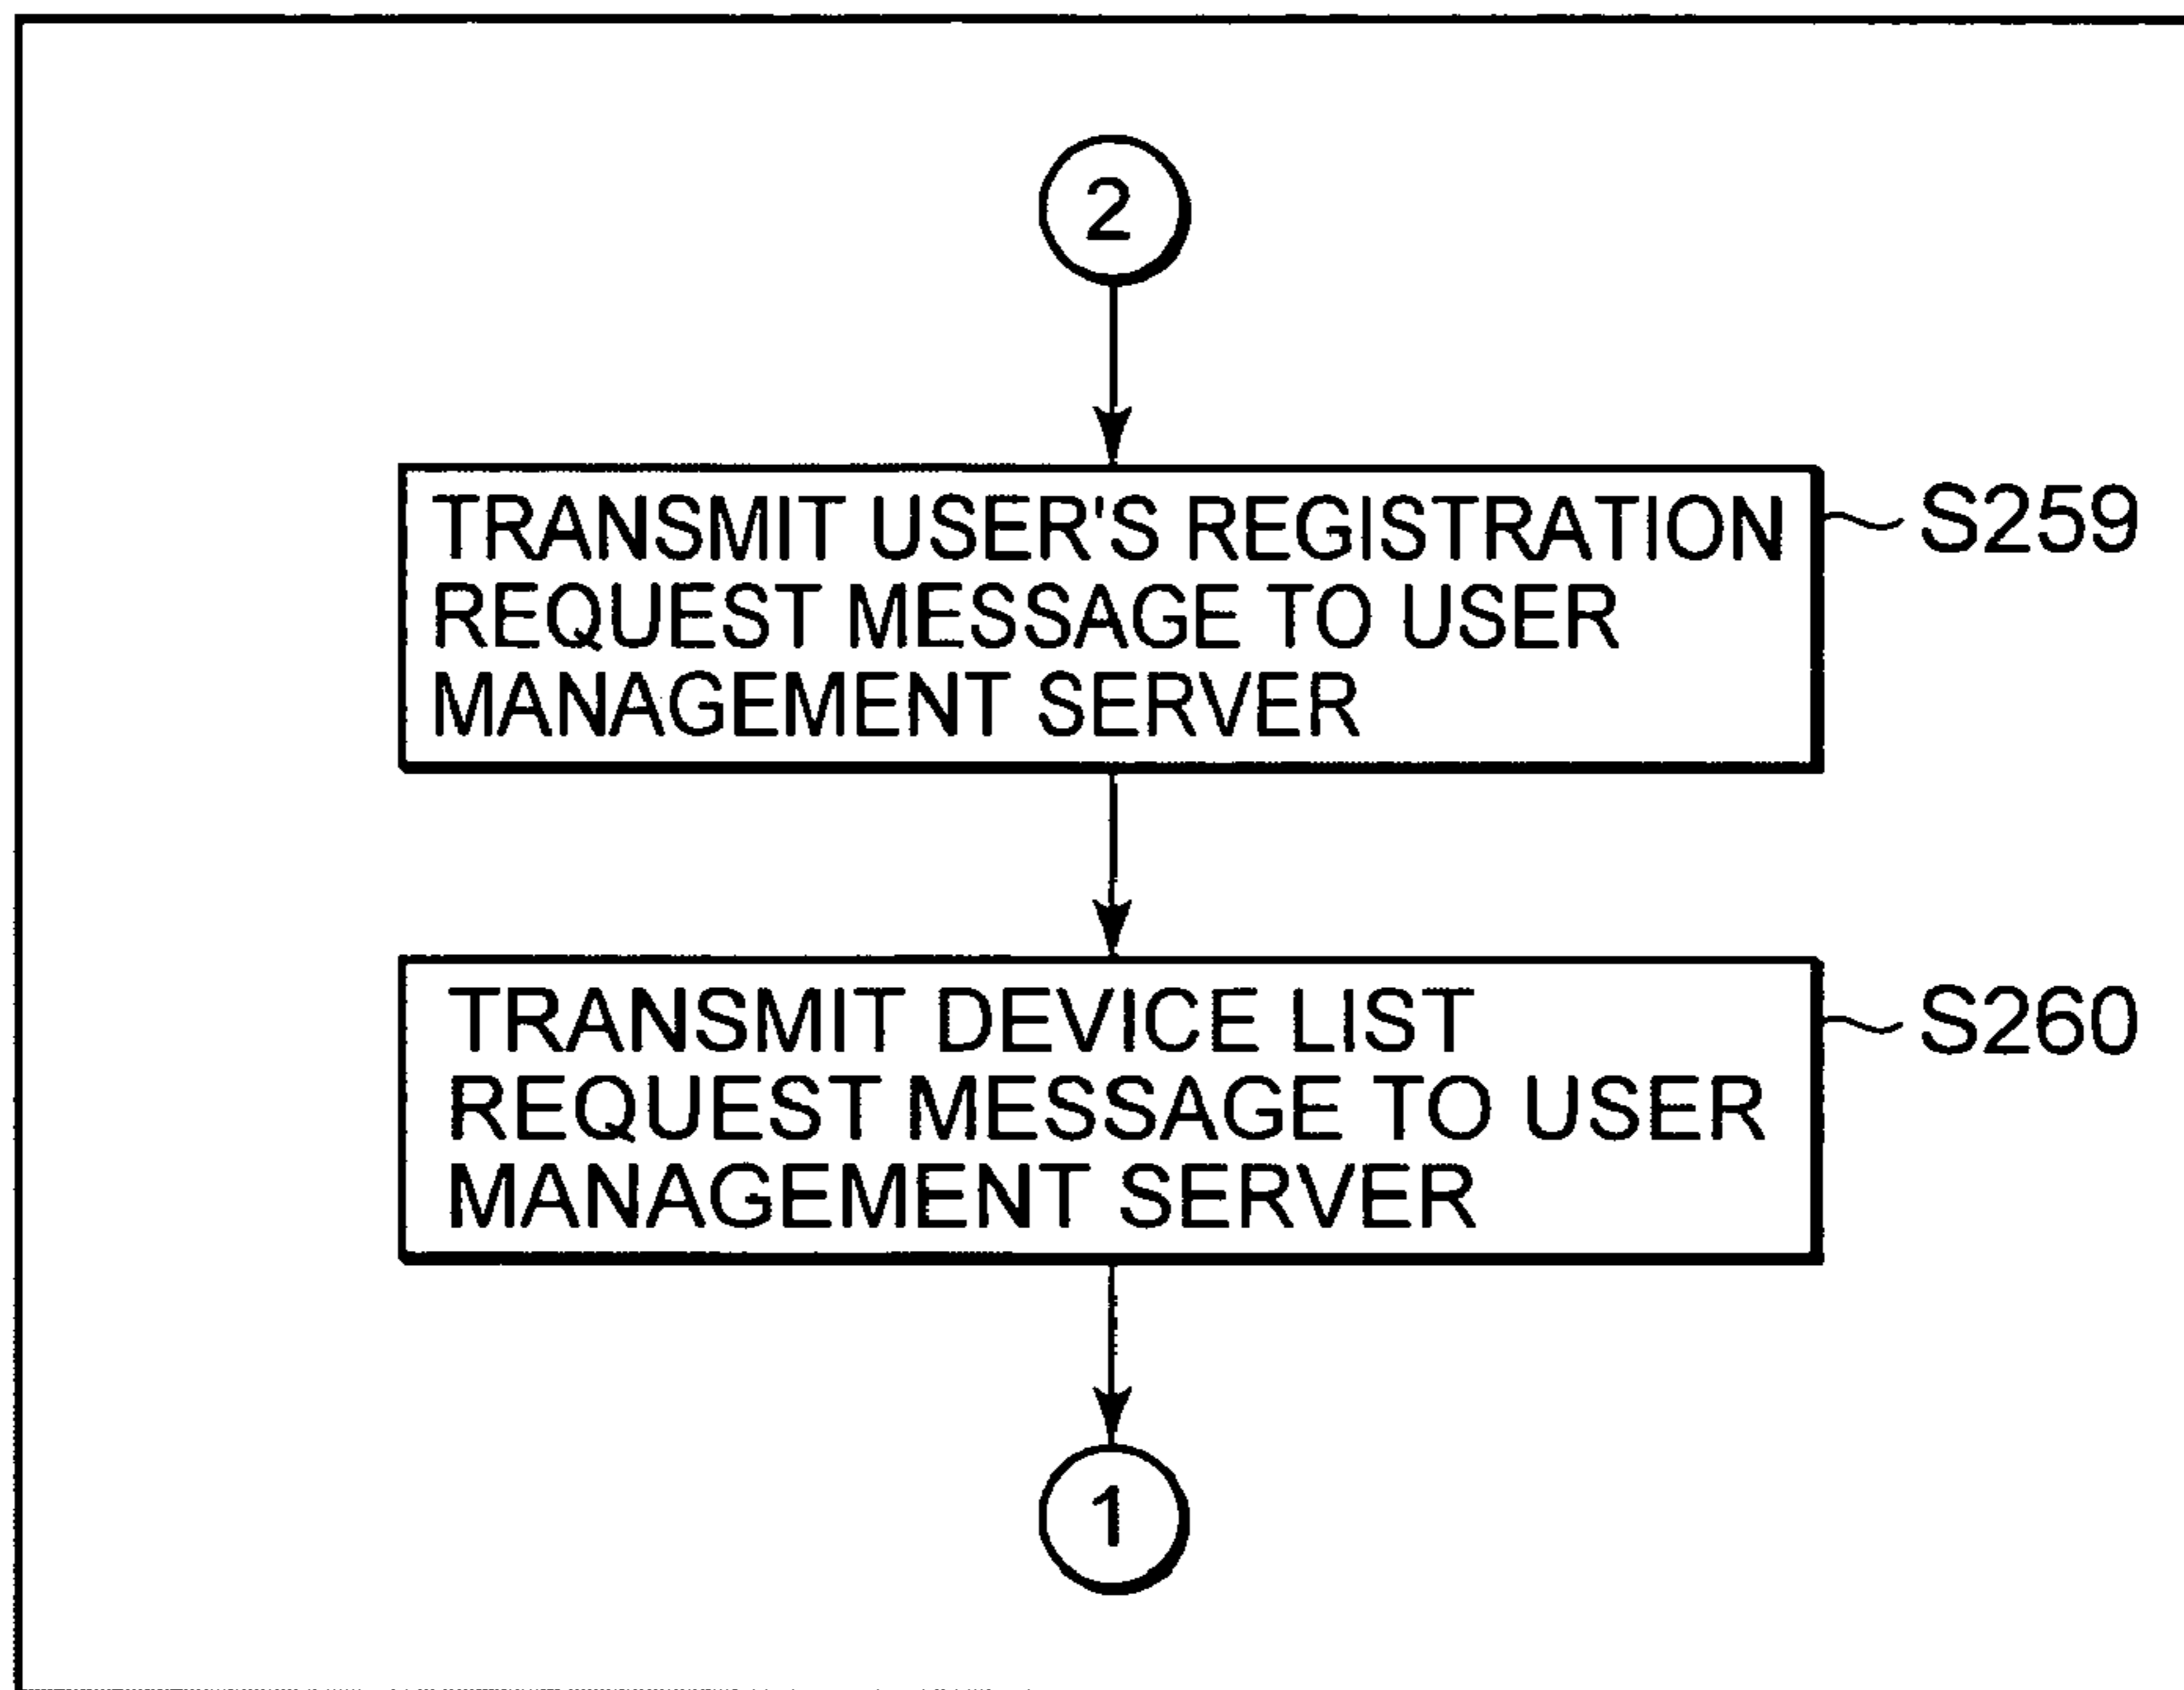 2
TRANSMIT USER'S REGISTRATION
REQUEST MESSAGE TO USER
MANAGEMENT SERVER
S259
TRANSMIT DEVICE LIST
REQUEST MESSAGE TO USER
MANAGEMENT SERVER
S260
1